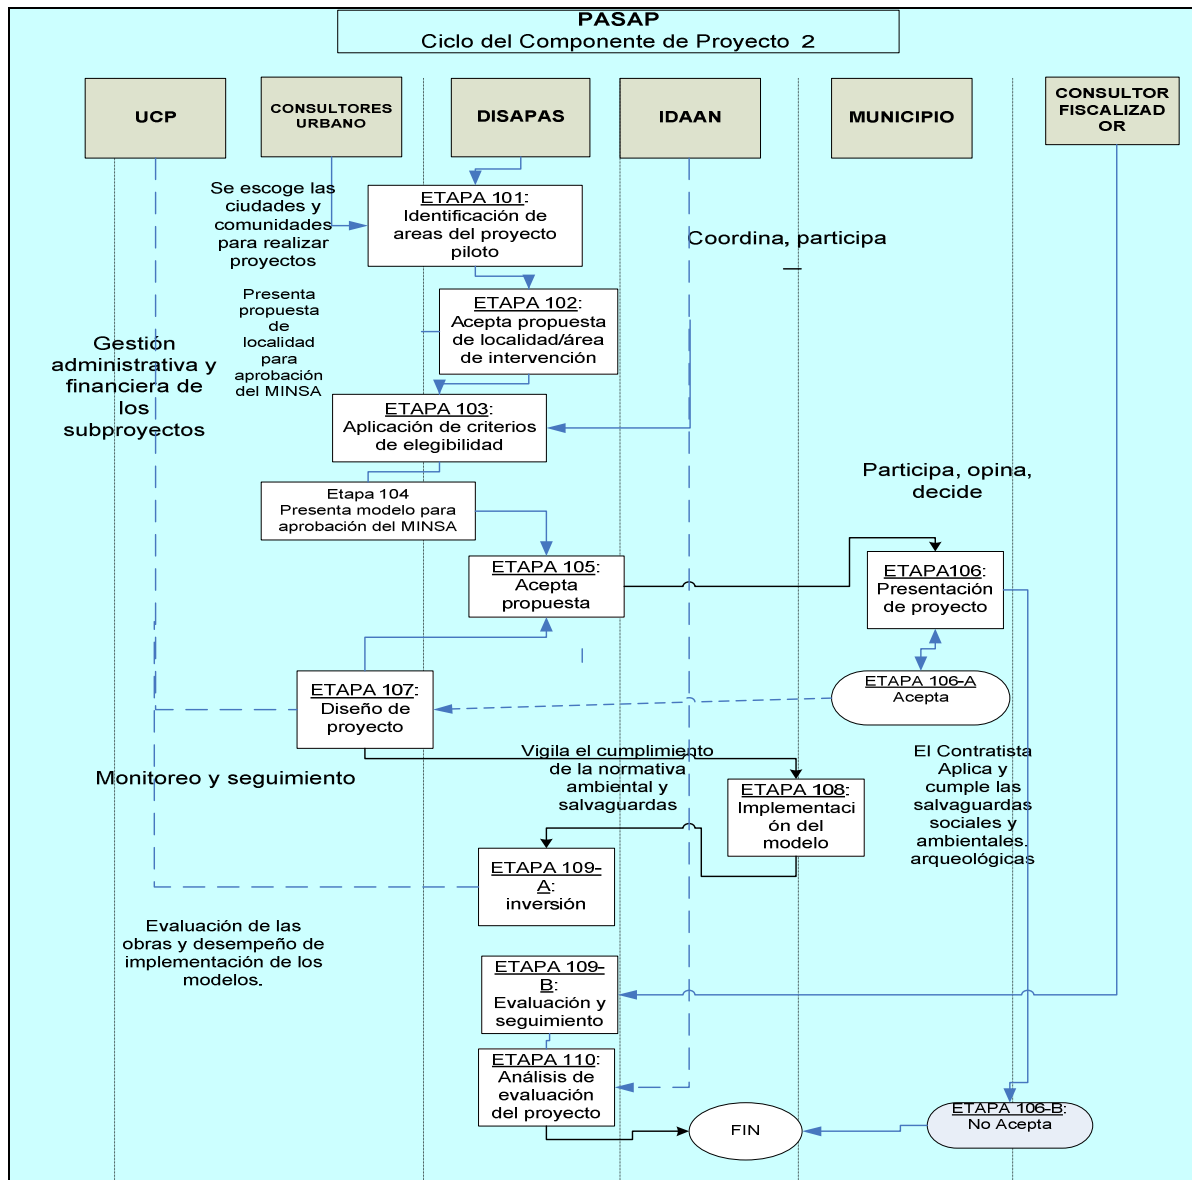 PASAP
Ciclo del Componente de Proyecto 2
UCP
CONSULTORES
URBANO
DISAPAS
IDAAN
MUNICIPIO
CONSULTOR
FISCALIZAD
OR
Se escoge las
ciudades y
comunidades
para realizar
proyectos
ETAPA 101:
Identificación de
areas del proyecto
piloto
Coordina, participa
Presenta
propuesta
de
localidad
para
aprobación
del MINSA
ETAPA 102:
Acepta propuesta
de localidad/área
de intervención
Gestión
administrativa y
financiera de
los
subproyectos
ETAPA 103:
Aplicación de criterios
de elegibilidad
Etapa 104
Presenta modelo para
aprobación del MINSA
Participa, opina,
decide
ETAPA 105:
Acepta
propuesta
ETAPA106:
Presentación
de proyecto
ETAPA 106-A
Acepta
ETAPA 107:
Diseño de
proyecto
Monitoreo y seguimiento
Vigila el cumplimiento
de la normativa
ambiental y
salvaguardas
ETAPA 108:
Implementaci
ón del
modelo
El Contratista
Aplica y
cumple las
salvaguardas
sociales y
ambientales.
arqueológicas
ETAPA 109-
A:
inversión
Evaluación de las
obras y desempeño de
implementación de los
modelos.
ETAPA 109-
B:
Evaluación y
seguimiento
ETAPA 110:
Análisis de
evaluación
del proyecto
FIN
ETAPA 106-B:
No Acepta